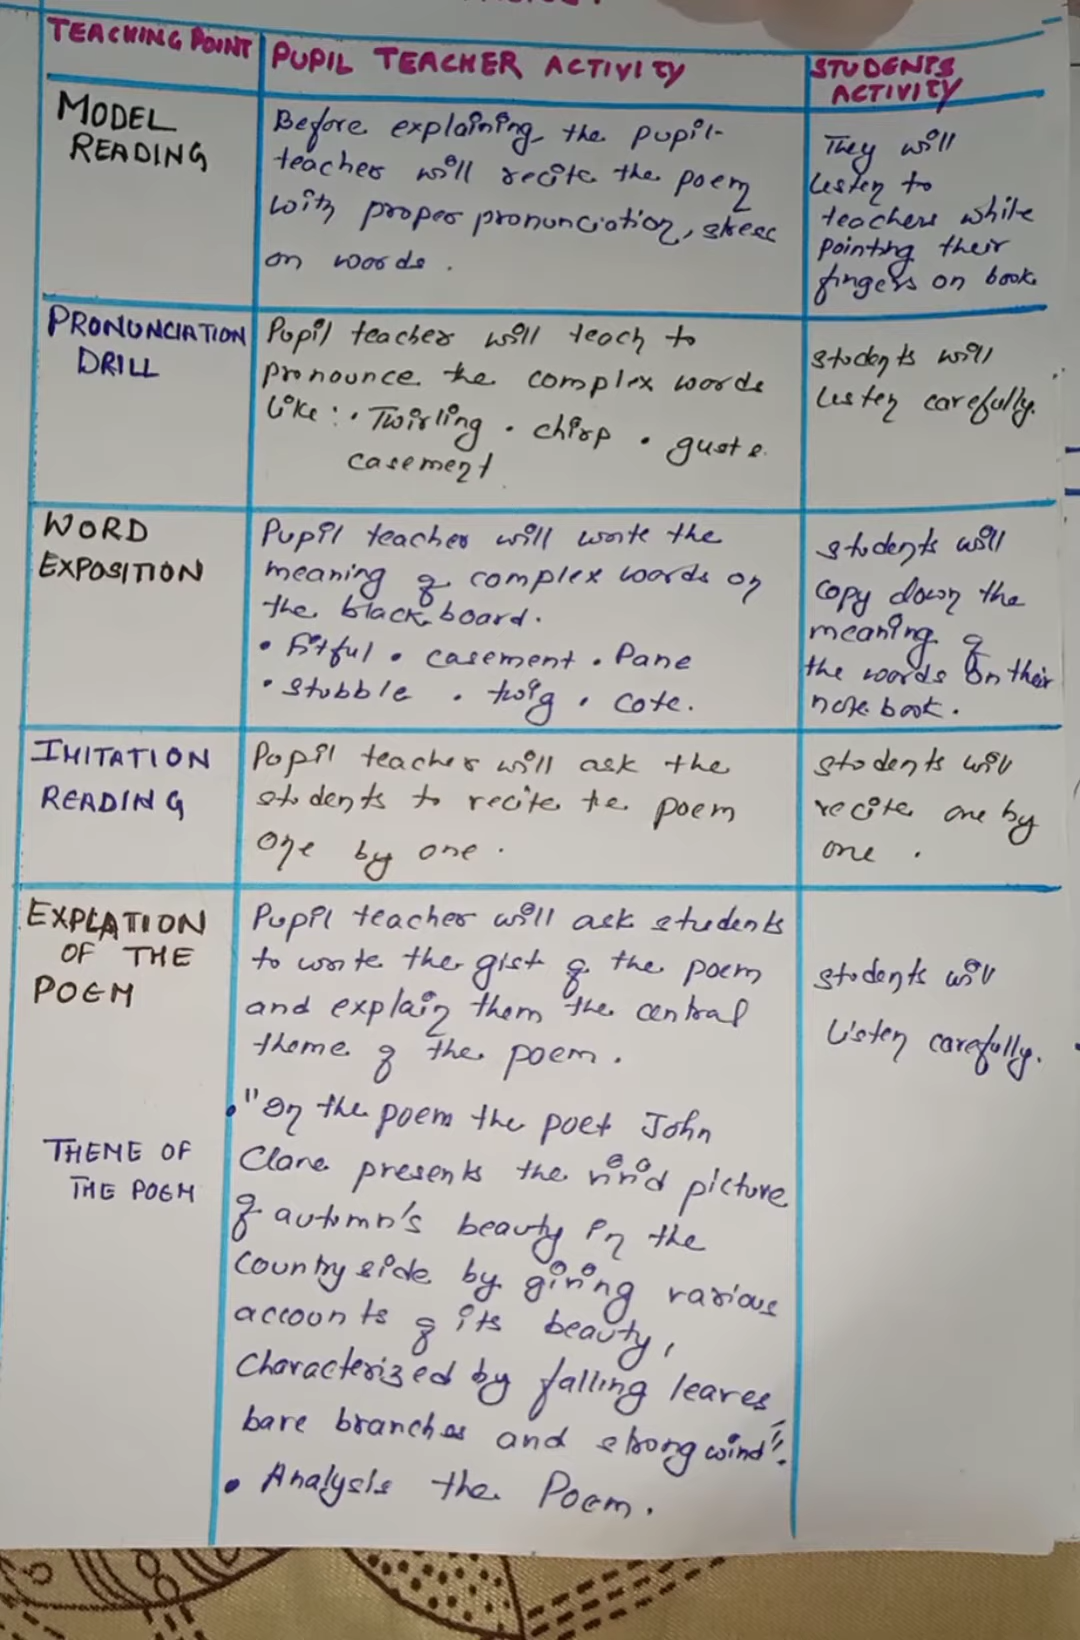 TEACHING POINT
PUPIL TEACHER ACTIVITY
STUDENTS
ACTIVITY
MODEL
READING
Before explaining the pupil-
teacher will recite the poem
with proper pronunciation, stress
on words.
They will
listen to
teachers while
pointing their
fingers on book
PRONUNCIATION
DRILL
Pupil teacher will teach to
pronounce the complex words
like: • Twirling • chirp • gusts
casement
students will
listen carefully.
WORD
EXPOSITION
Pupil teacher will write the
meaning of complex words on
the black board.
• Fitful • casement • Pane
• stubble • twig • cote.
students will
copy down the
meaning of
the words on their
note book.
IMITATION
READING
Pupil teacher will ask the
students to recite the poem
one by one.
students will
recite one by
one.
EXPLATION
OF THE
POEM
Pupil teacher will ask students
to write the gist of the poem
and explain them the central
theme of the poem.
students will
Listen carefully.
THEME OF
THE POEM
• "In the poem the poet John
Clare presents the vivid picture
of autumn's beauty in the
country side by giving various
accounts of its beauty,
characterized by falling leaves,
bare branches and strong wind".
• Analysis the Poem.